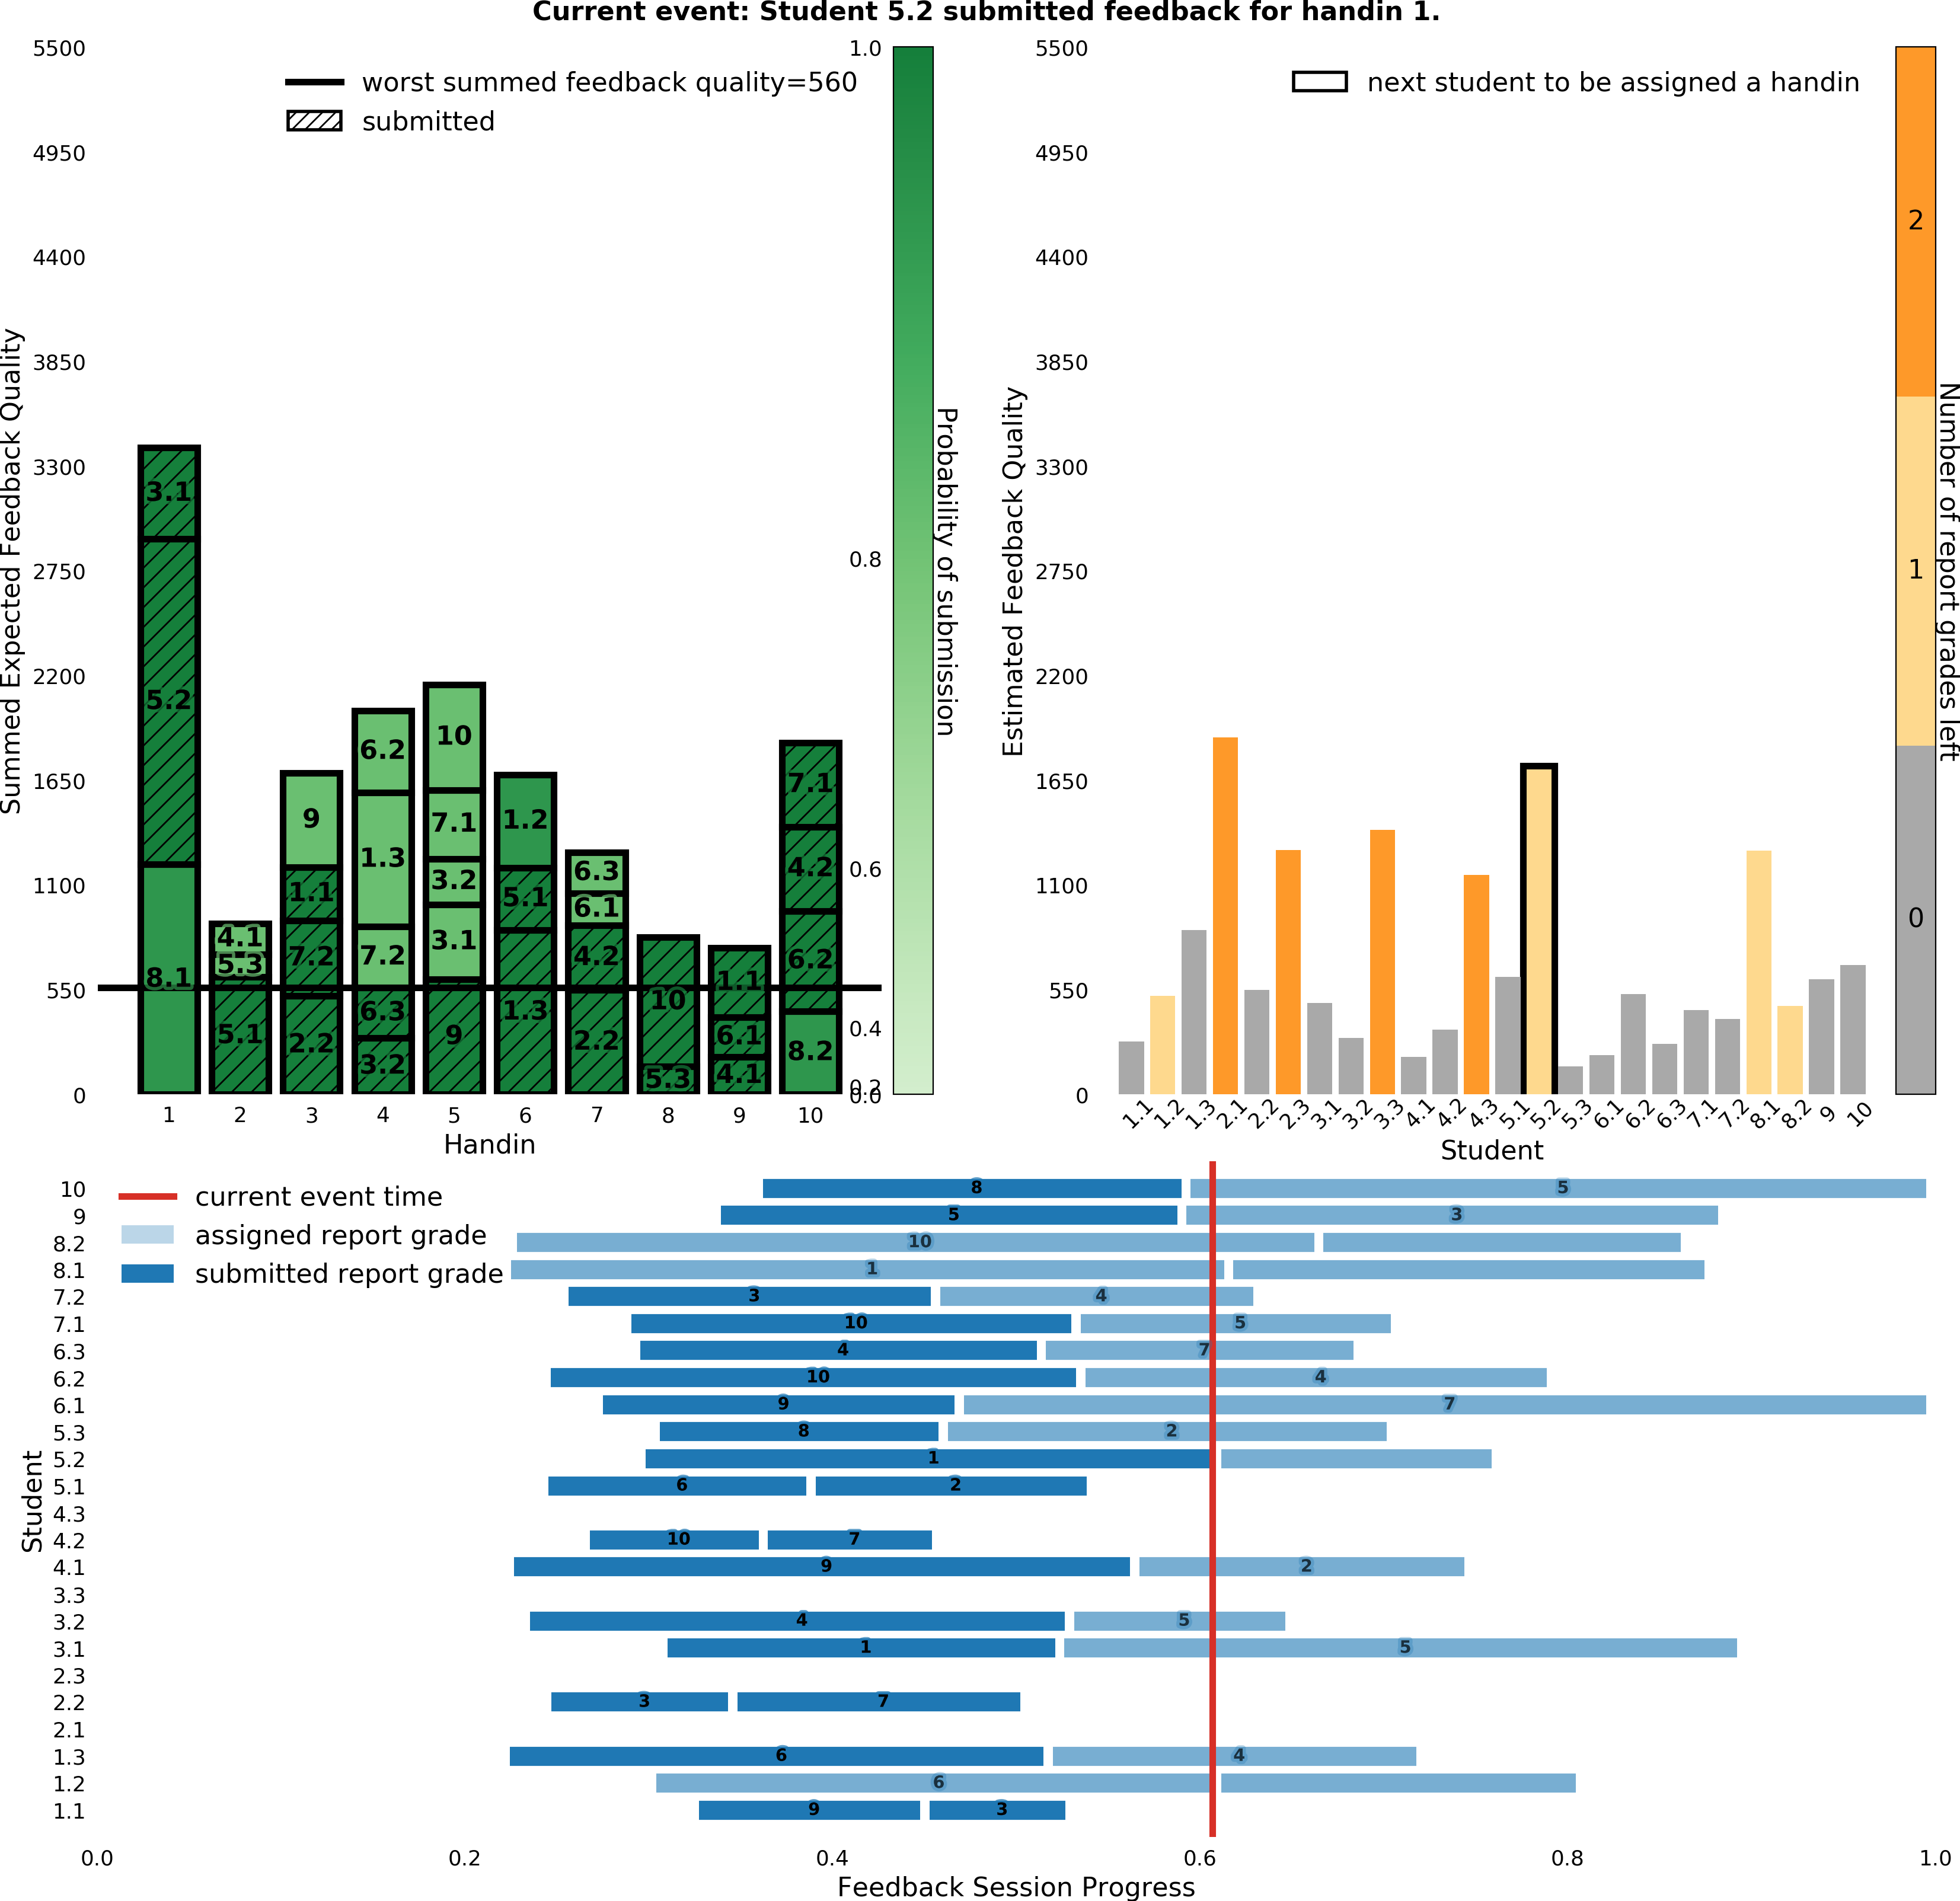 Current event: Student 5.2 submitted feedback for handin 1.
5500
4950
4400
3850
3300
2750
2200
1650
1100
550
0
Summed Expected Feedback Quality
worst summed feedback quality=560
submitted
3.1
5.2
8.1
4.1
5.3
5.1
9
1.1
7.2
2.2
6.2
1.3
7.2
6.3
3.2
10
7.1
3.2
3.1
9
1.2
5.1
1.3
6.3
6.1
4.2
2.2
10
5.3
1.1
6.1
4.1
7.1
4.2
6.2
8.2
1 2 3 4 5 6 7 8 9 10
Handin
1.0
0.8
0.6
0.4
0.2
0.0
Probability of submission
5500
4950
4400
3850
3300
2750
2200
1650
1100
550
0
Estimated Feedback Quality
next student to be assigned a handin
1.1 1.2 1.3 2.1 2.2 2.3 3.1 3.2 3.3 4.1 4.2 4.3 5.1 5.2 5.3 6.1 6.2 6.3 7.1 7.2 8.1 8.2 9 10
Student
2
1
0
Number of report grades left
current event time
assigned report grade
submitted report grade
Student
10 8 5
9 5 3
8.2 10
8.1 1
7.2 3 4
7.1 10 5
6.3 4 7
6.2 10 4
6.1 9 7
5.3 8 2
5.2 1
5.1 6 2
4.3
4.2 10 7
4.1 9 2
3.3
3.2 4 5
3.1 1 5
2.3
2.2 3 7
2.1
1.3 6 4
1.2 6
1.1 9 3
0.0 0.2 0.4 0.6 0.8 1.0
Feedback Session Progress